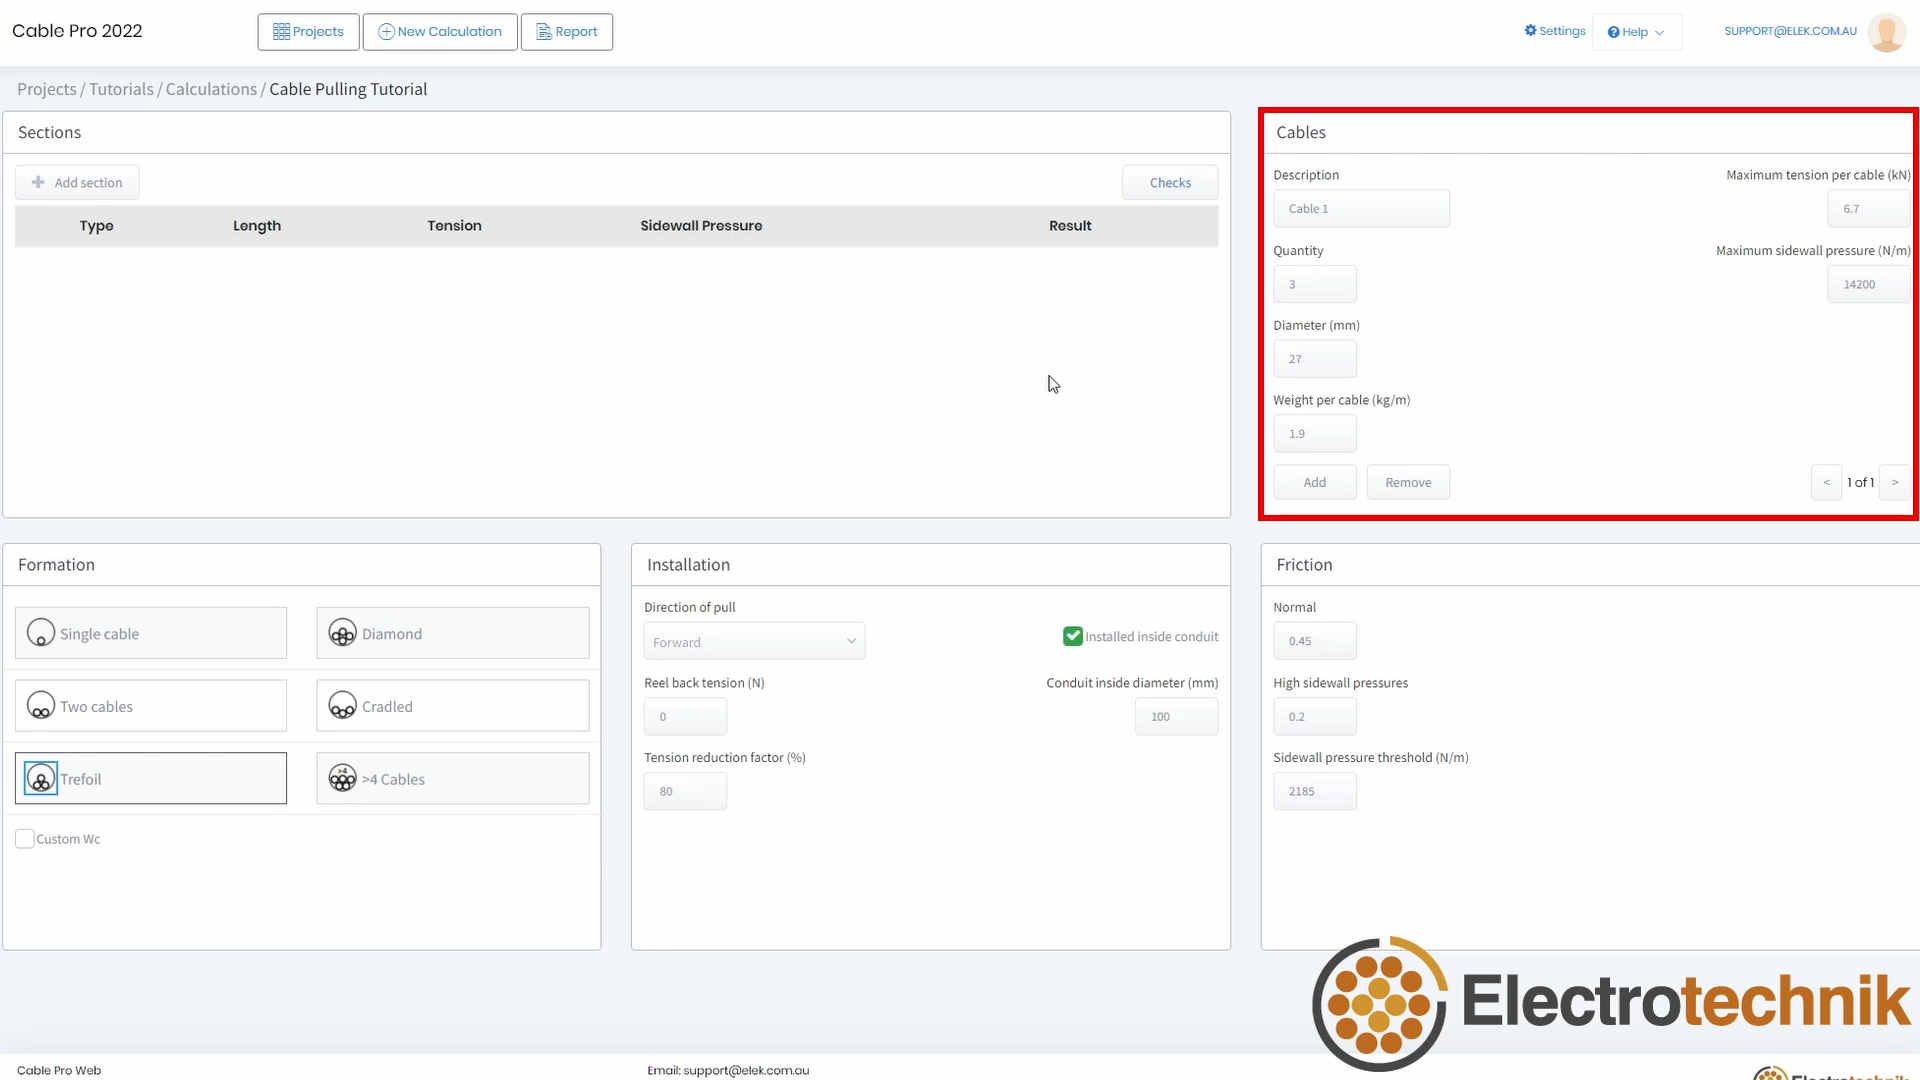 Cable Pro 2022
Projects
New Calculation
Report
Settings
Help
SUPPORT@ELEK.COM.AU
Projects / Tutorials / Calculations / Cable Pulling Tutorial
Sections
Add section
Checks
Type Length Tension Sidewall Pressure Result
Cables
Description
Cable 1
Maximum tension per cable (kN)
6.7
Quantity
3
Maximum sidewall pressure (N/m)
14200
Diameter (mm)
27
Weight per cable (kg/m)
1.9
Add
Remove
< 1 of 1 >
Formation
Single cable
Diamond
Two cables
Cradled
Trefoil
>4
>4 Cables
Custom Wc
Installation
Direction of pull
Forward
Installed inside conduit
Reel back tension (N)
0
Conduit inside diameter (mm)
100
Tension reduction factor (%)
80
Friction
Normal
0.45
High sidewall pressures
0.2
Sidewall pressure threshold (N/m)
2185
Electrotechnik
Cable Pro Web
Email: support@elek.com.au
Electrotechnik